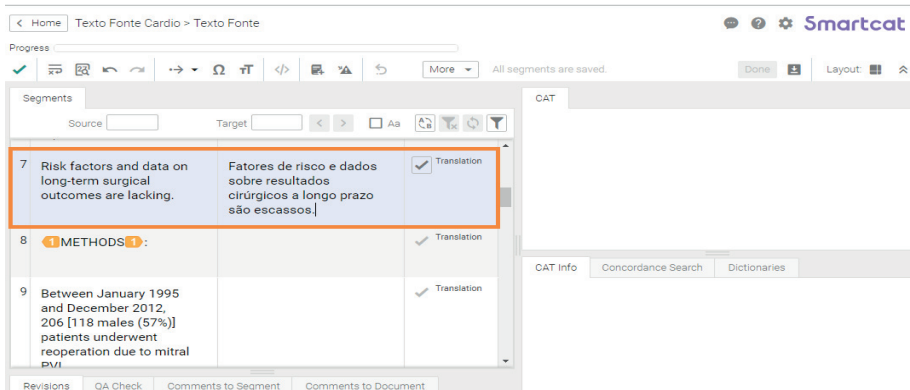 Home Texto Fonte Cardio > Texto Fonte Smartcat
Progress
Ω тT </> More All segments are saved. Done Layout:
Segments
CAT
Source Target < > Aa
7 Risk factors and data on long-term surgical outcomes are lacking.
Fatores de risco e dados sobre resultados cirúrgicos a longo prazo são escassos.
Translation
8 1 METHODS 1 :
Translation
9 Between January 1995 and December 2012, 206 [118 males (57%)] patients underwent reoperation due to mitral PVL
Translation
CAT Info Concordance Search Dictionaries
Revisions QA Check Comments to Segment Comments to Document